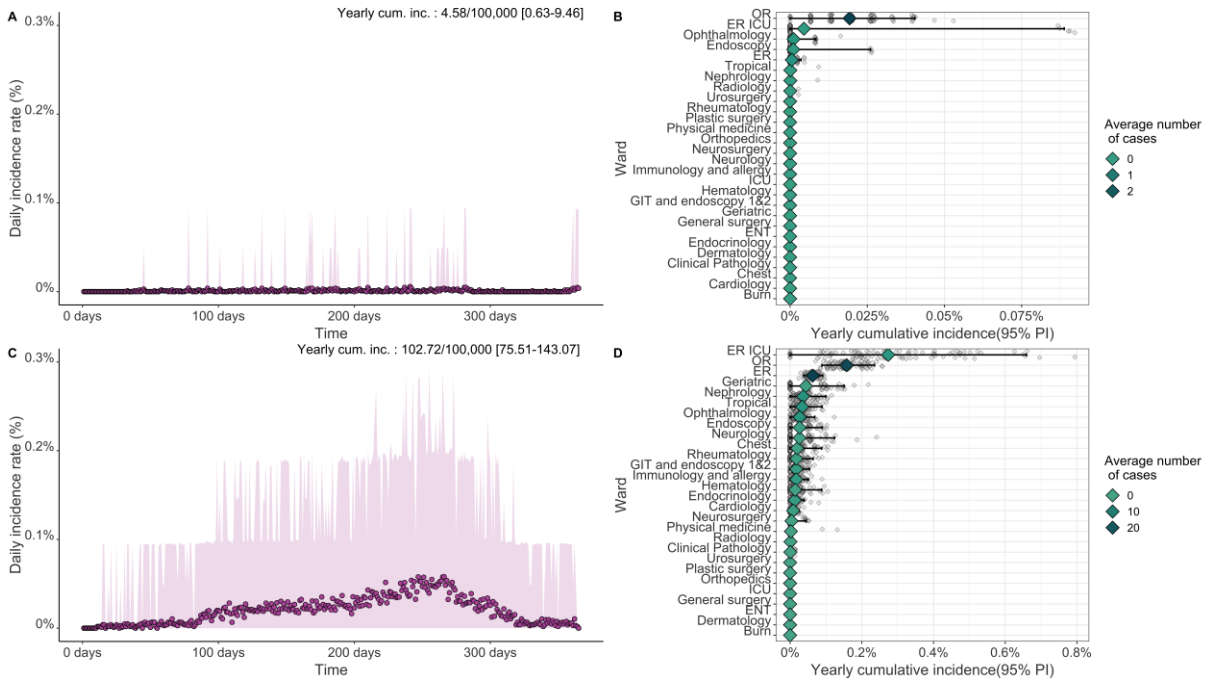 A
Yearly cum. inc. : 4.58/100,000 [0.63-9.46]
Daily incidence rate (%)
0.3%
0.2%
0.1%
0%
0 days
100 days
200 days
300 days
Time
B
Ward
OR
ER ICU
Ophthalmology
Endoscopy
ER
Tropical
Nephrology
Radiology
Urosurgery
Rheumatology
Plastic surgery
Physical medicine
Orthopedics
Neurosurgery
Neurology
Immunology and allergy
ICU
Hematology
GIT and endoscopy 1&2
Geriatric
General surgery
ENT
Endocrinology
Dermatology
Clinical Pathology
Chest
Cardiology
Burn
0%
0.025%
0.05%
0.075%
Yearly cumulative incidence(95% PI)
Average number
of cases
0
1
2
C
Yearly cum. inc. : 102.72/100,000 [75.51-143.07]
Daily incidence rate (%)
0.3%
0.2%
0.1%
0%
0 days
100 days
200 days
300 days
Time
D
Ward
ER ICU
OR
ER
Geriatric
Nephrology
Tropical
Ophthalmology
Endoscopy
Neurology
Chest
Rheumatology
GIT and endoscopy 1&2
Immunology and allergy
Hematology
Endocrinology
Cardiology
Neurosurgery
Physical medicine
Radiology
Clinical Pathology
Urosurgery
Plastic surgery
Orthopedics
ICU
General surgery
ENT
Dermatology
Burn
0%
0.2%
0.4%
0.6%
0.8%
Yearly cumulative incidence(95% PI)
Average number
of cases
0
10
20